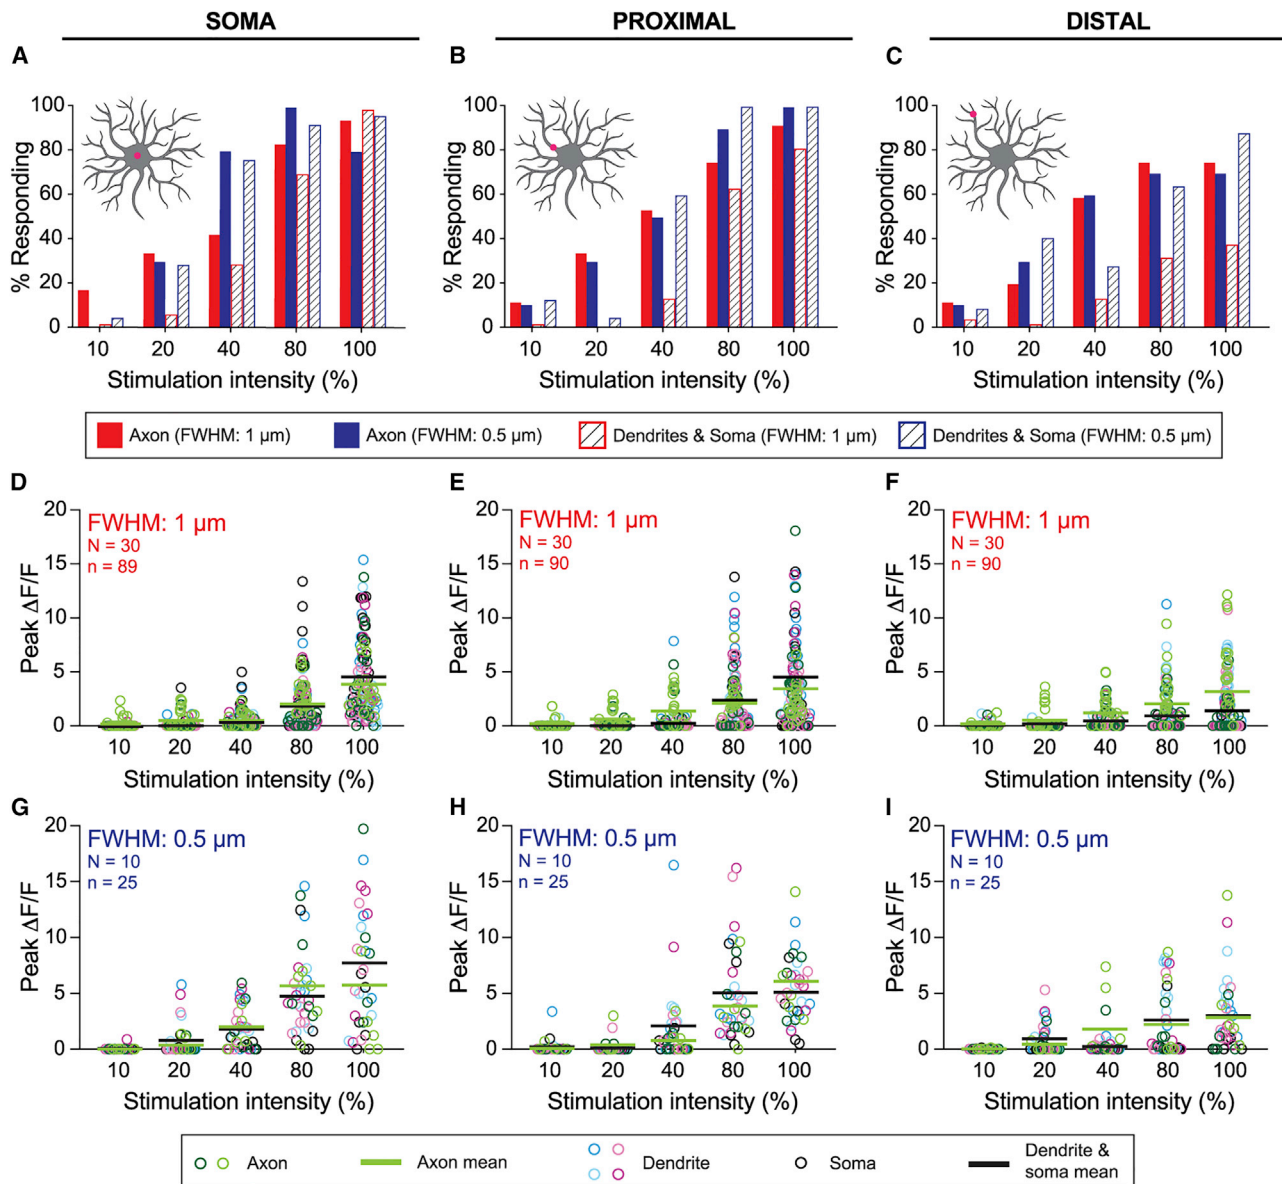 SOMA
PROXIMAL
DISTAL
A
B
C
% Responding
100
80
60
40
20
0
10 20 40 80 100
Stimulation intensity (%)
% Responding
100
80
60
40
20
0
10 20 40 80 100
Stimulation intensity (%)
% Responding
100
80
60
40
20
0
10 20 40 80 100
Stimulation intensity (%)
Axon (FWHM: 1 µm)
Axon (FWHM: 0.5 µm)
Dendrites & Soma (FWHM: 1 µm)
Dendrites & Soma (FWHM: 0.5 µm)
D
FWHM: 1 µm
N = 30
n = 89
Peak ΔF/F
20
15
10
5
0
10 20 40 80 100
Stimulation intensity (%)
E
FWHM: 1 µm
N = 30
n = 90
Peak ΔF/F
20
15
10
5
0
10 20 40 80 100
Stimulation intensity (%)
F
FWHM: 1 µm
N = 30
n = 90
Peak ΔF/F
20
15
10
5
0
10 20 40 80 100
Stimulation intensity (%)
G
FWHM: 0.5 µm
N = 10
n = 25
Peak ΔF/F
20
15
10
5
0
10 20 40 80 100
Stimulation intensity (%)
H
FWHM: 0.5 µm
N = 10
n = 25
Peak ΔF/F
20
15
10
5
0
10 20 40 80 100
Stimulation intensity (%)
I
FWHM: 0.5 µm
N = 10
n = 25
Peak ΔF/F
20
15
10
5
0
10 20 40 80 100
Stimulation intensity (%)
Axon
Axon mean
Dendrite
Soma
Dendrite &
soma mean